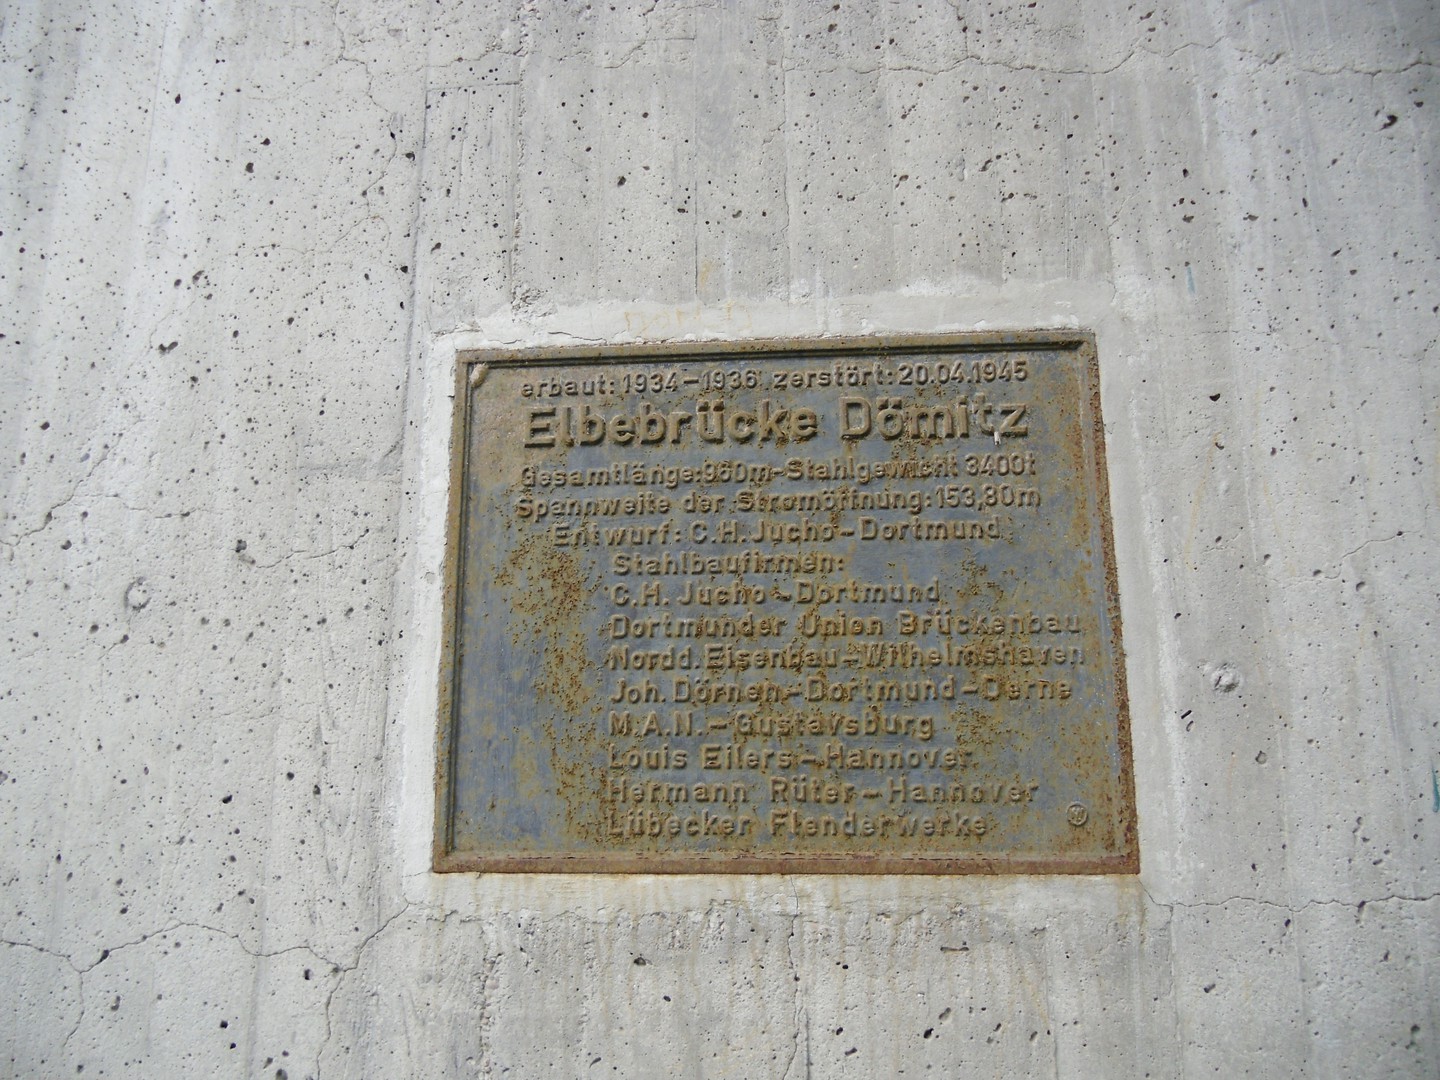 erbaut: 1934-1936 zerstört: 20.04.1945
Elbebrücke Dömitz
Gesamtlänge: 960m-Stahlgewicht 3400t
Spannweite der Stromöffnung: 153,80m
Entwurf: C.H. Jucho-Dortmund
Stahlbaufirmen:
C.H. Jucho-Dortmund
Dortmunder Union Brückenbau
Nordd. Eisenbau-Wilhelmshaven
Joh. Dörnen-Dortmund-Derne
M.A.N.-Gustavsburg
Louis Eilers-Hannover
Hermann Rüter-Hannover
Lübecker Flenderwerke